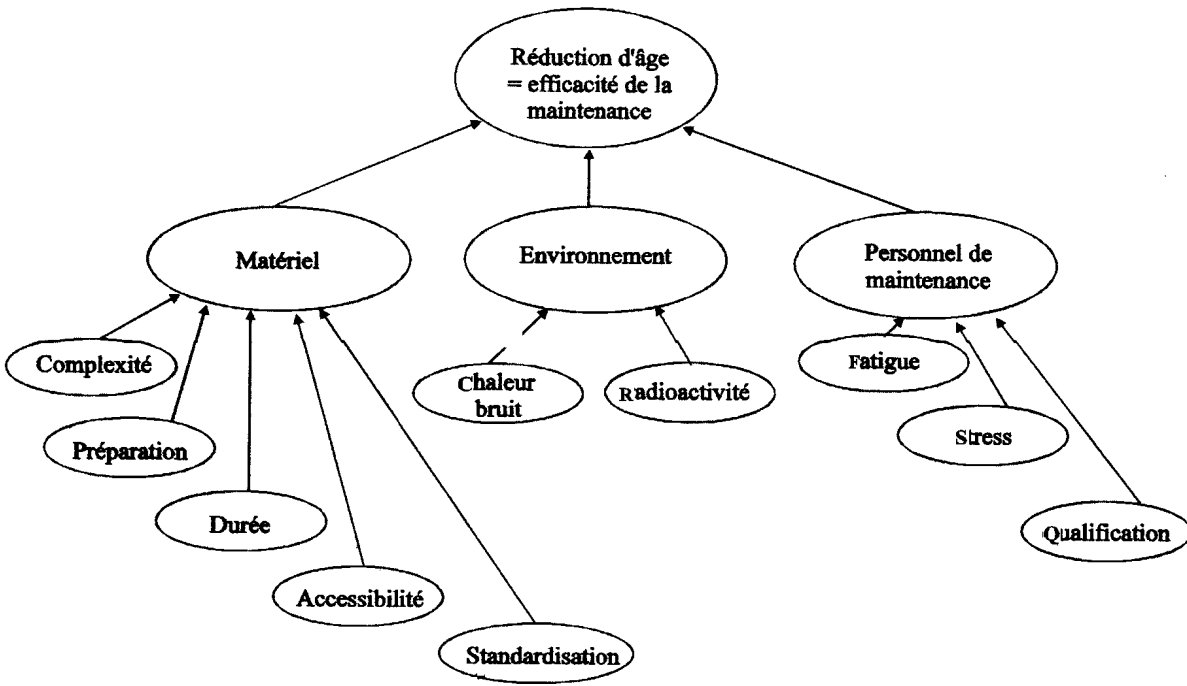 Réduction d'âge
= efficacité de la
maintenance
Matériel
Environnement
Personnel de
maintenance
Complexité
Chaleur
bruit
Radioactivité
Fatigue
Préparation
Stress
Durée
Qualification
Accessibilité
Standardisation